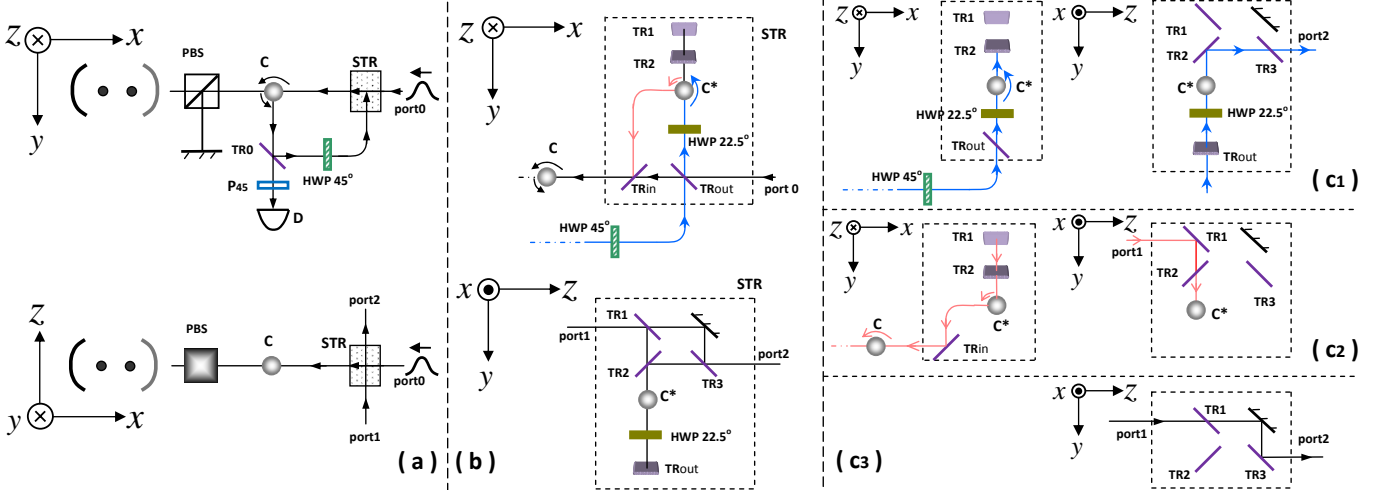 z x
y
PBS
C
STR
port0
TR0
P45
HWP 45°
D
z
y x
PBS
C
STR
port2
port0
port1
( a )
z x
y
TR1
TR2
STR
C*
HWP 22.5°
C
TRin
TRout
port 0
HWP 45°
x z
y
STR
TR1
port1
port2
TR2
TR3
C*
HWP 22.5°
TRout
( b )
z x
y
TR1
TR2
C*
HWP 22.5°
TRout
HWP 45°
x z
y
TR1
port2
TR2
TR3
C*
HWP 22.5°
TRout
( c1 )
z x
y
TR1
TR2
C*
C
TRin
x z
y
port1
TR1
TR2
TR3
C*
( c2 )
x z
y
TR1
port1
port2
TR2
TR3
( c3 )